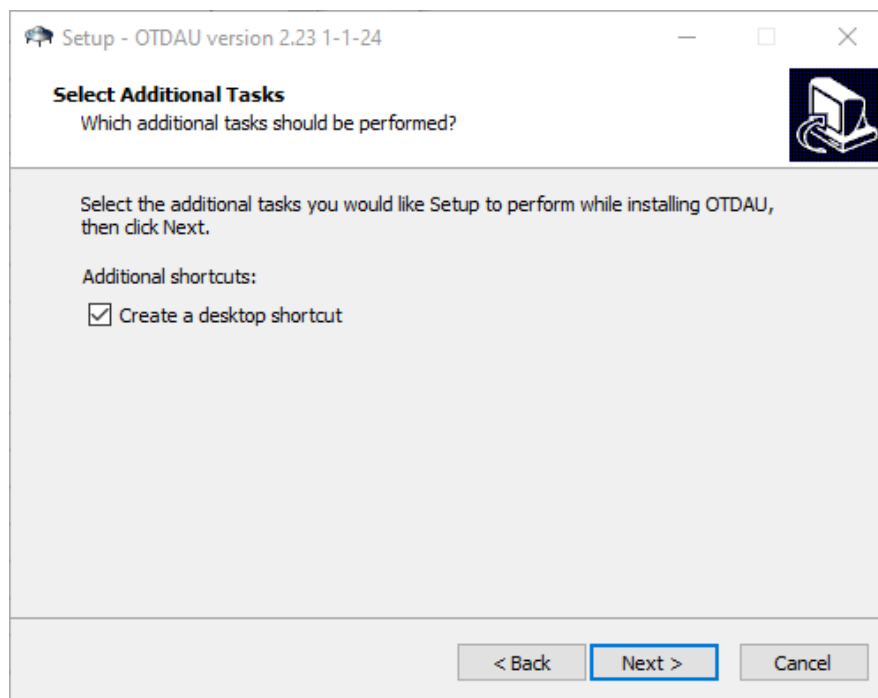 Setup - OTDAU version 2.23 1-1-24
Select Additional Tasks
Which additional tasks should be performed?
Select the additional tasks you would like Setup to perform while installing OTDAU,
then click Next.
Additional shortcuts:
Create a desktop shortcut
< Back
Next >
Cancel